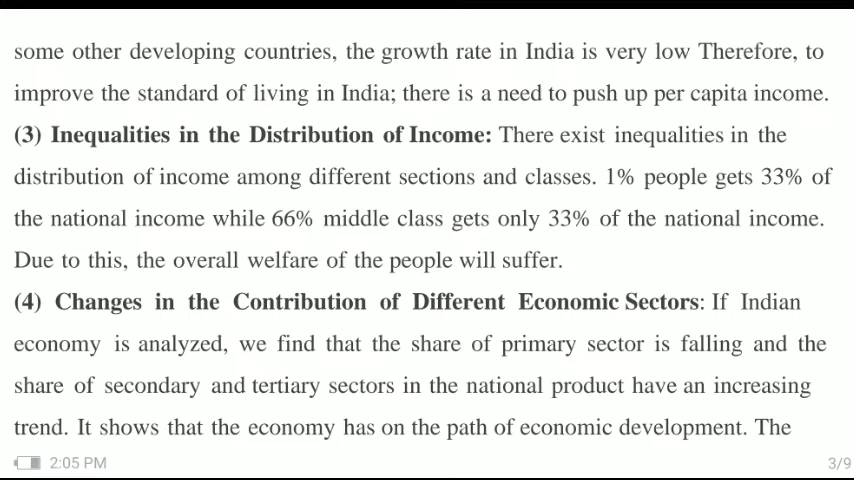 some other developing countries, the growth rate in India is very low Therefore, to
improve the standard of living in India; there is a need to push up per capita income.
(3) Inequalities in the Distribution of Income: There exist inequalities in the
distribution of income among different sections and classes. 1% people gets 33% of
the national income while 66% middle class gets only 33% of the national income.
Due to this, the overall welfare of the people will suffer.
(4) Changes in the Contribution of Different Economic Sectors: If Indian
economy is analyzed, we find that the share of primary sector is falling and the
share of secondary and tertiary sectors in the national product have an increasing
trend. It shows that the economy has on the path of economic development. The
2:05 PM 3/9